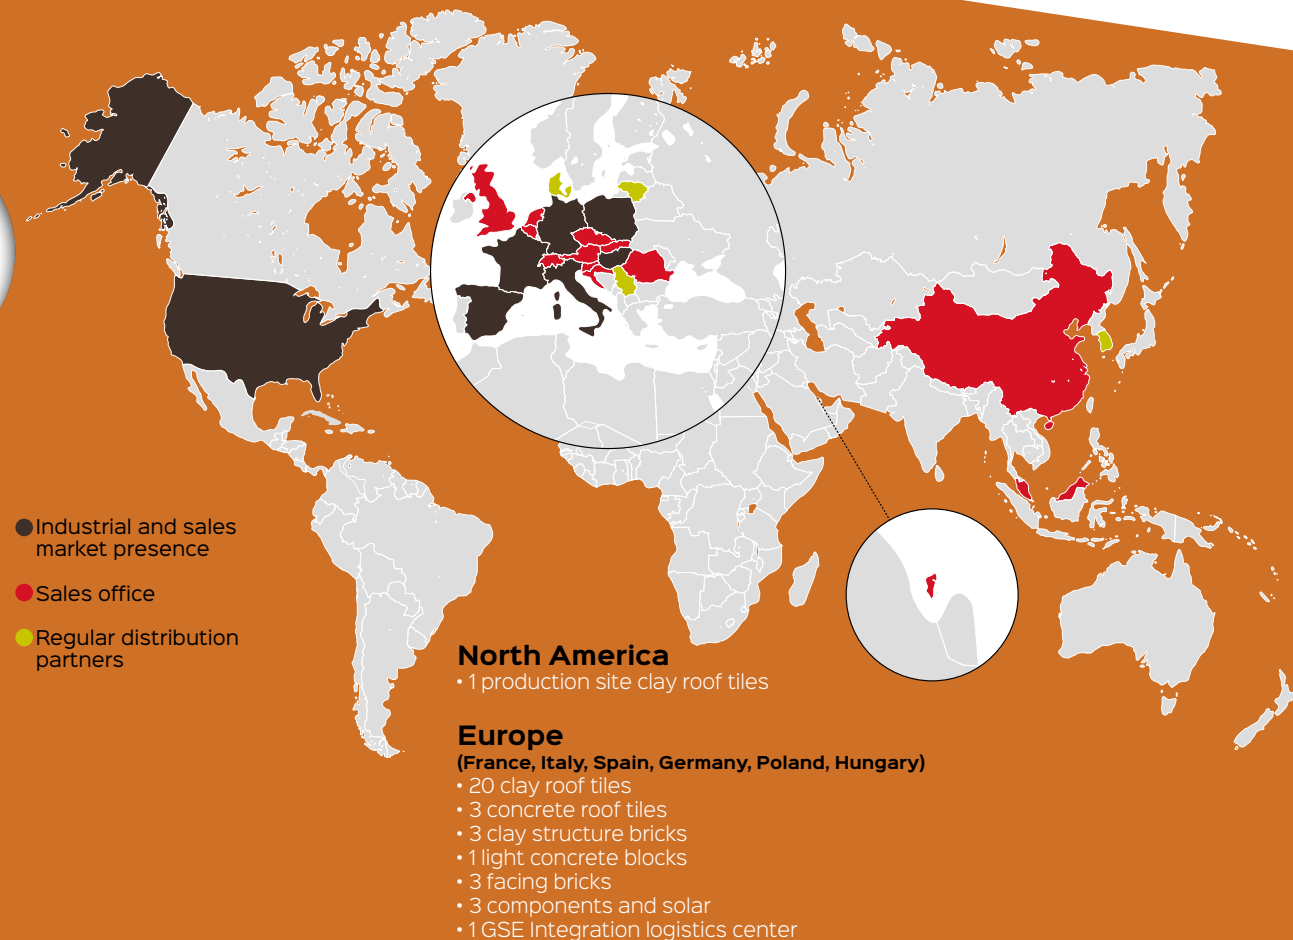 Industrial and sales
market presence
Sales office
Regular distribution
partners
North America
• 1 production site clay roof tiles
Europe
(France, Italy, Spain, Germany, Poland, Hungary)
• 20 clay roof tiles
• 3 concrete roof tiles
• 3 clay structure bricks
• 1 light concrete blocks
• 3 facing bricks
• 3 components and solar
• 1 GSE Integration logistics center